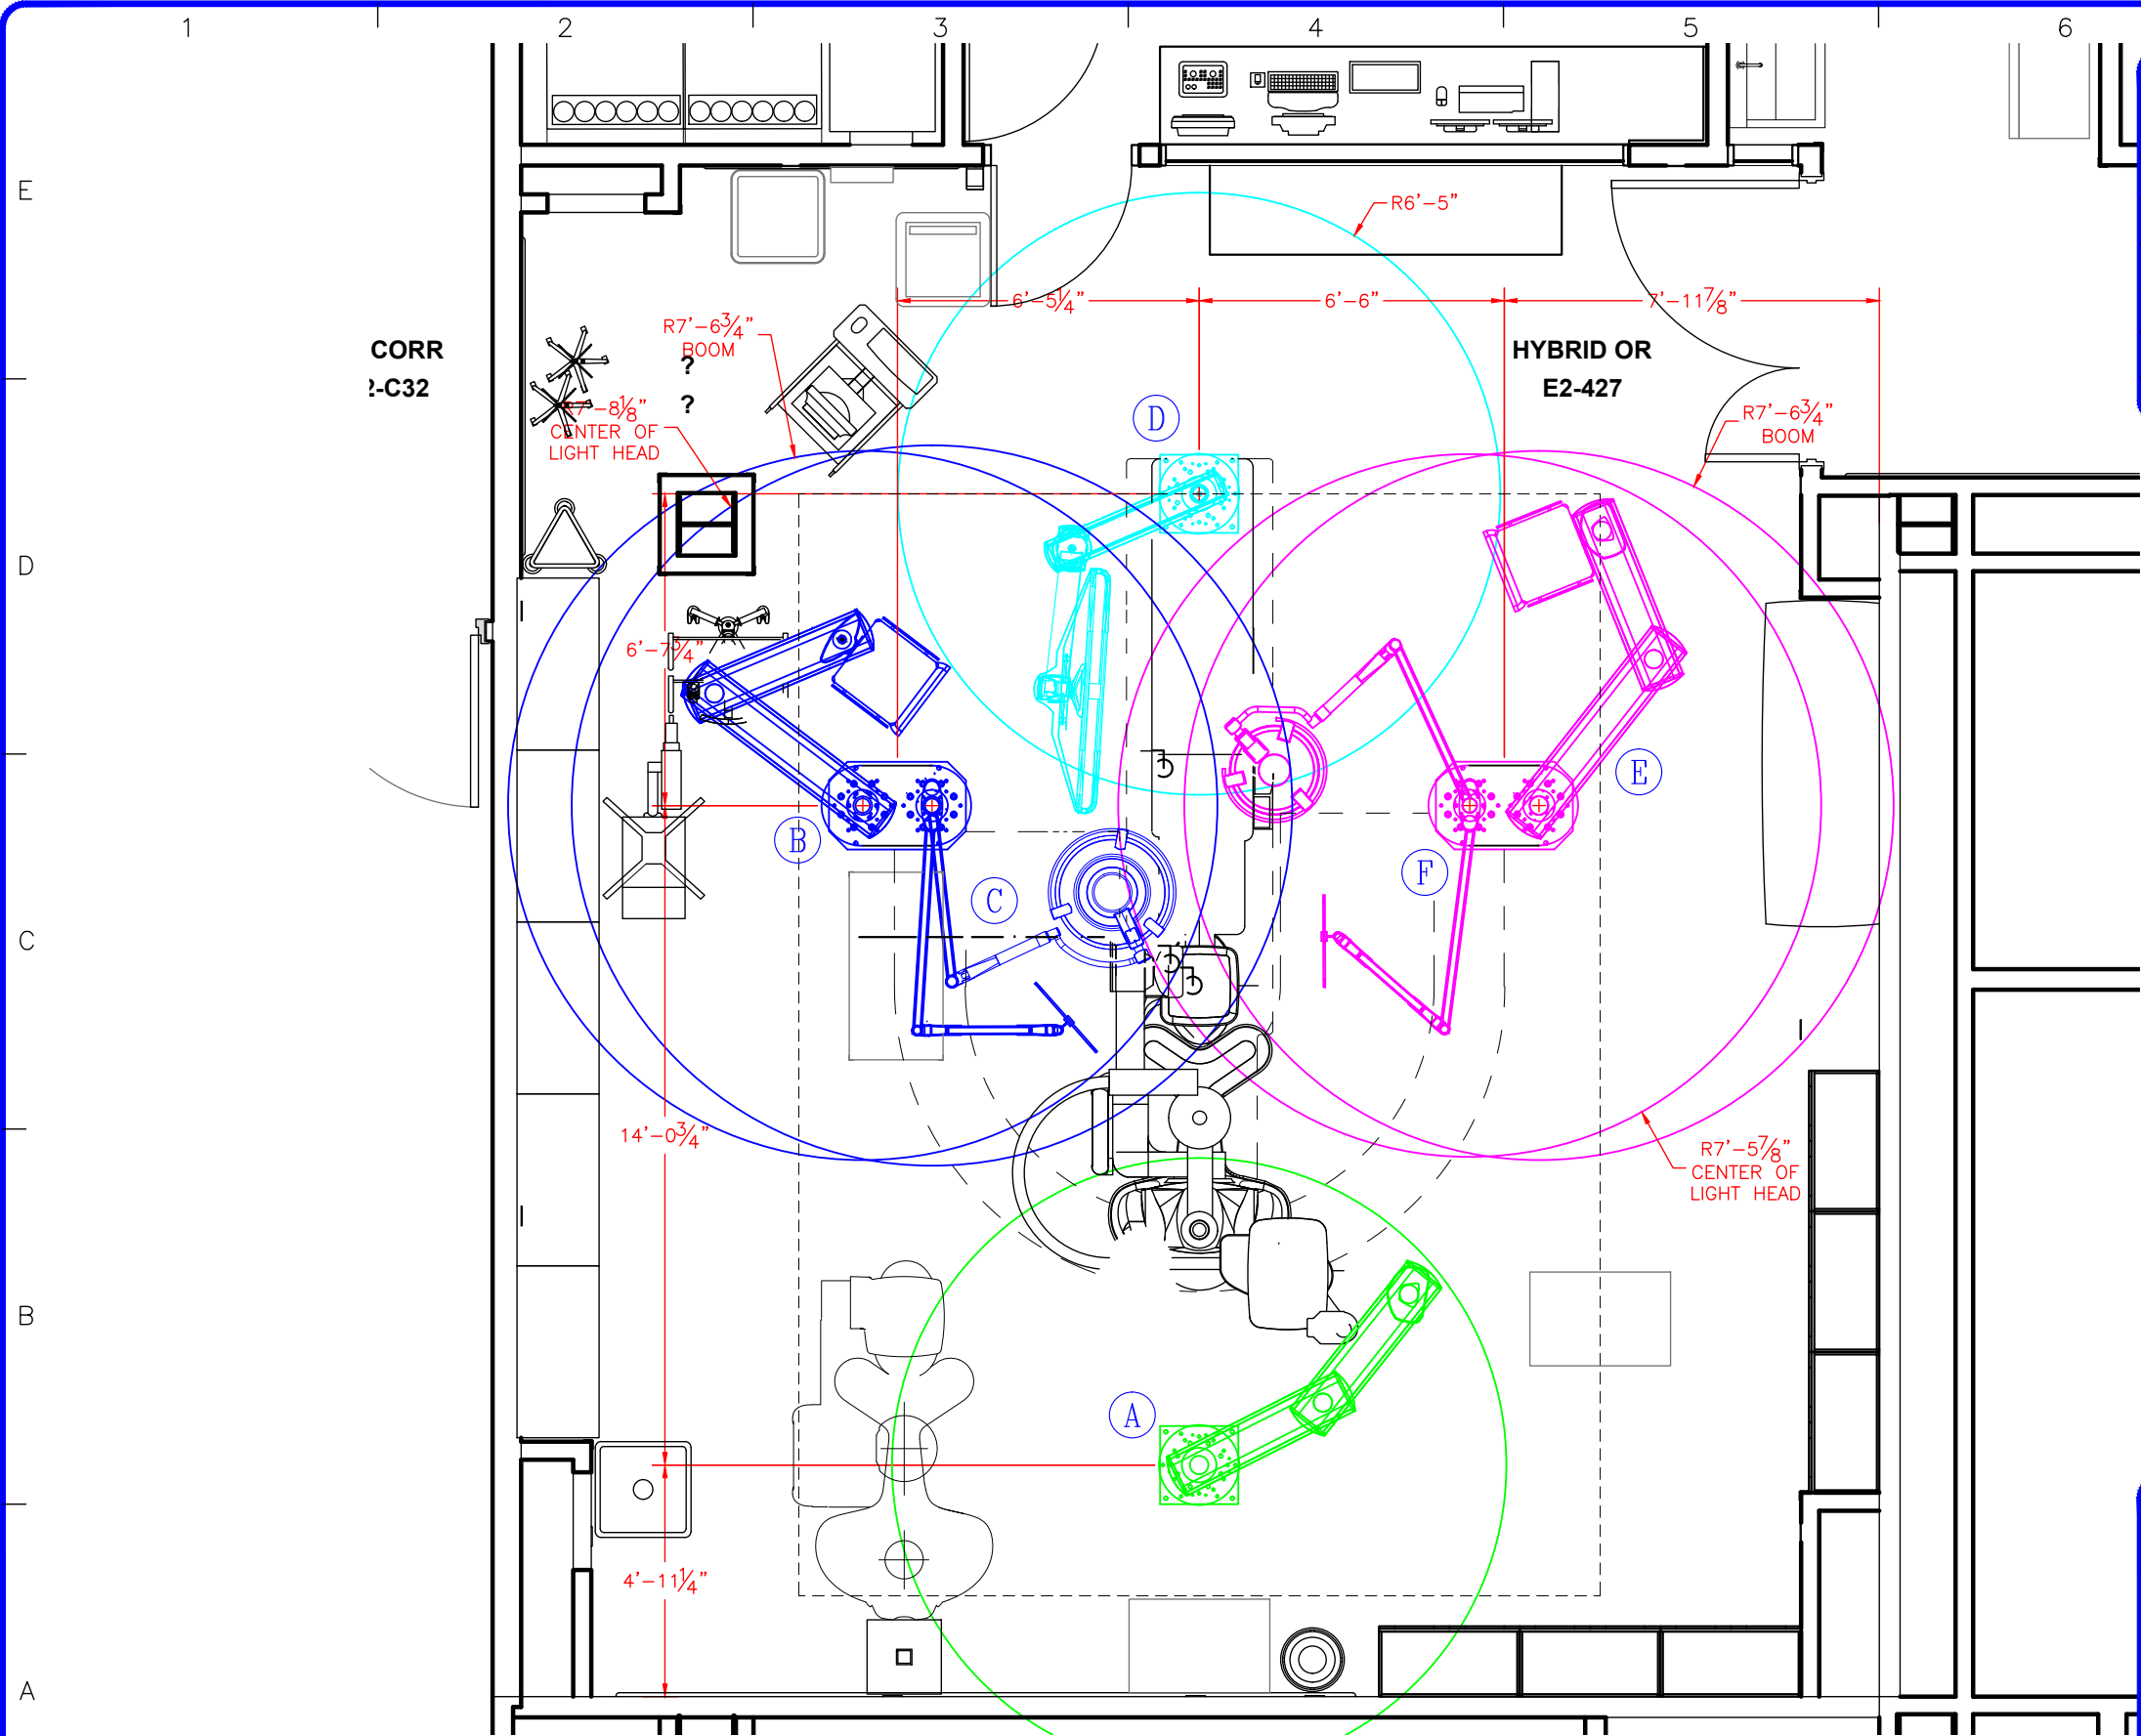 1 2 3 4 5 6
E
R6'-5"
6'-5¼" 6'-6" 7'-11⅞"
R7'-6¾"
BOOM
?
?
CORR
2-C32
HYBRID OR
E2-427
R7'-8⅛"
CENTER OF
LIGHT HEAD
D
R7'-6¾"
BOOM
D
6'-7¾"
E
B
F
C
C
14'-0¾"
R7'-5⅞"
CENTER OF
LIGHT HEAD
B
A
4'-11¼"
A